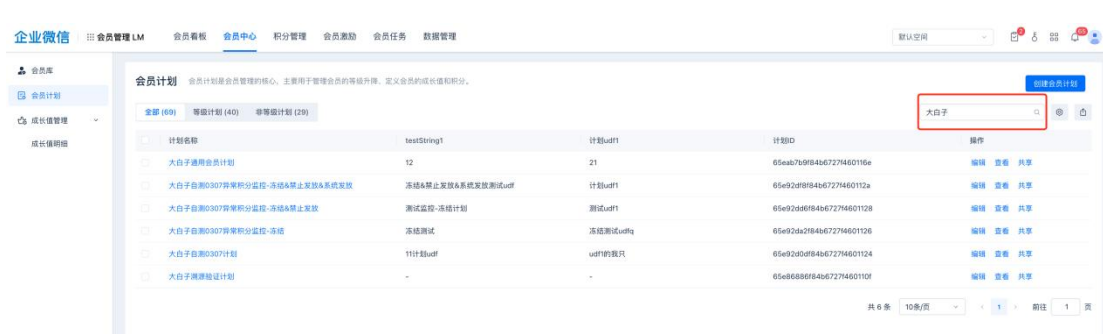 企业微信 会员管理 LM 会员看板 会员中心 积分管理 会员激励 会员任务 数据管理 默认空间
会员库
会员计划
成长值管理
成长值明细
会员计划 会员计划是会员管理的核心、主要用于管理会员的等级升降、定义会员的成长值和积分。 创建会员计划
全部 (69) 等级计划 (40) 非等级计划 (29) 大白子
计划名称 testString1 计划udf1 计划ID 操作
大白子通用会员计划 12 21 65eab7b9f84b6727f460116e 编辑 查看 共享
大白子自测0307异常积分监控-冻结&禁止发放&系统发放 冻结&禁止发放&系统发放测试udf 计划udf1 65e92df8f84b6727f460112a 编辑 查看 共享
大白子自测0307异常积分监控-冻结&禁止发放 测试监控-冻结计划 测试udf1 65e92dd6f84b6727f4601128 编辑 查看 共享
大白子自测0307异常积分监控-冻结 冻结测试 冻结测试udfq 65e92da2f84b6727f4601126 编辑 查看 共享
大白子自测0307计划 11计划udf udf1的我只 65e92d0df84b6727f4601124 编辑 查看 共享
大白子溯源验证计划 - - 65e86886f84b6727f460110f 编辑 查看 共享
共 6 条 10条/页 1 前往 1 页